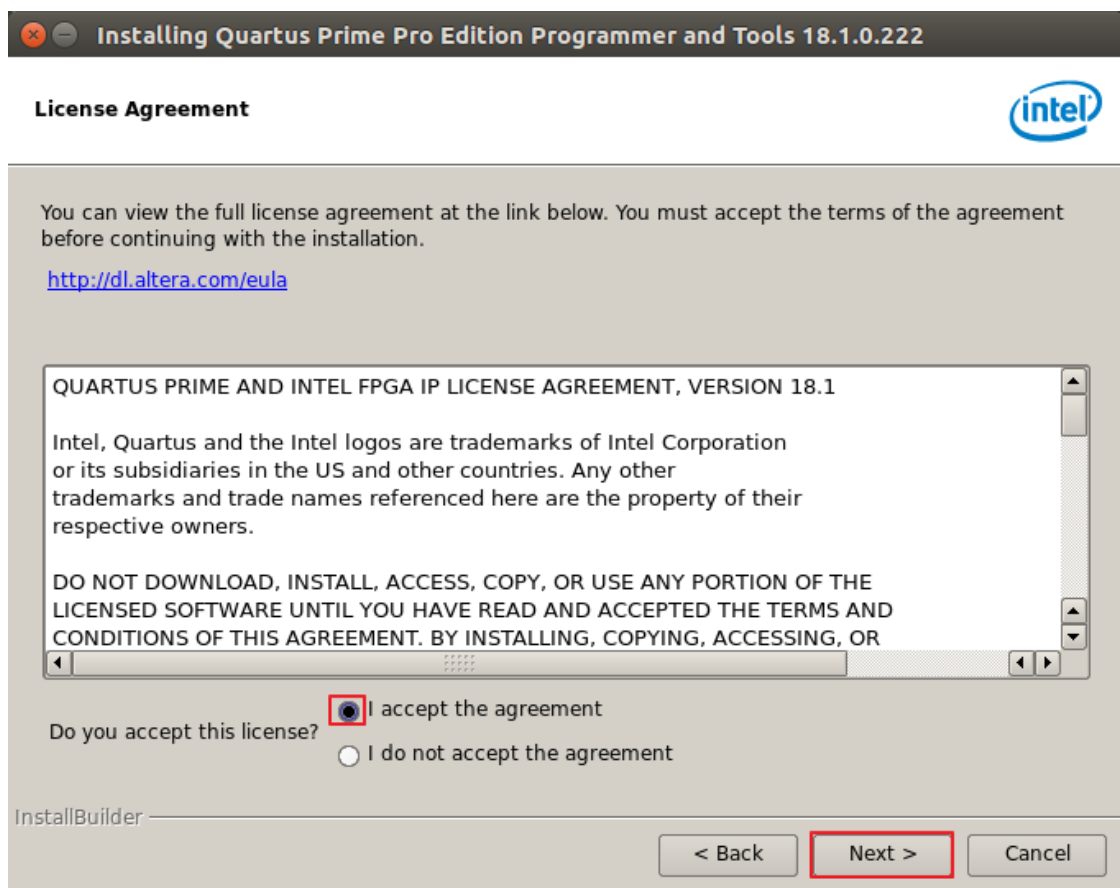 Installing Quartus Prime Pro Edition Programmer and Tools 18.1.0.222
License Agreement
intel
You can view the full license agreement at the link below. You must accept the terms of the agreement
before continuing with the installation.
http://dl.altera.com/eula
QUARTUS PRIME AND INTEL FPGA IP LICENSE AGREEMENT, VERSION 18.1
Intel, Quartus and the Intel logos are trademarks of Intel Corporation
or its subsidiaries in the US and other countries. Any other
trademarks and trade names referenced here are the property of their
respective owners.
DO NOT DOWNLOAD, INSTALL, ACCESS, COPY, OR USE ANY PORTION OF THE
LICENSED SOFTWARE UNTIL YOU HAVE READ AND ACCEPTED THE TERMS AND
CONDITIONS OF THIS AGREEMENT. BY INSTALLING, COPYING, ACCESSING, OR
Do you accept this license?
I accept the agreement
I do not accept the agreement
InstallBuilder
< Back
Next >
Cancel